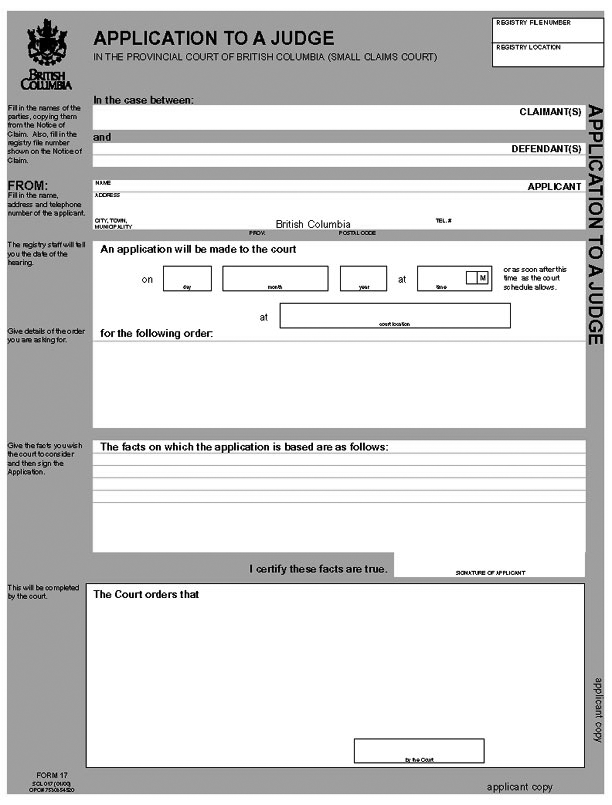 BRITISH
COLUMBIA
APPLICATION TO A JUDGE
IN THE PROVINCIAL COURT OF BRITISH COLUMBIA (SMALL CLAIMS COURT)
REGISTRY FILE NUMBER
REGISTRY LOCATION
Fill in the names of the
parties, copying them
from the Notice of
Claim. Also, fill in the
registry file number
shown on the Notice of
Claim.
In the case between:
CLAIMANT(S)
and
DEFENDANT(S)
APPLICATION TO A JUDGE
FROM:
Fill in the name,
address and telephone
number of the applicant.
NAME
APPLICANT
ADDRESS
CITY, TOWN,
MUNICIPALITY
British Columbia
TEL. #
PROV.
POSTAL CODE
The registry staff will tell
you the date of the
hearing.
An application will be made to the court
on
day
month
year
at
time
M
or as soon after this
time as the court
schedule allows.
at
court location
Give details of the order
you are asking for.
for the following order:
Give the facts you wish
the court to consider
and then sign the
Application.
The facts on which the application is based are as follows:
I certify these facts are true.
SIGNATURE OF APPLICANT
This will be completed
by the court.
The Court orders that
By the Court
applicant copy
FORM 17
SCL 017 (01/00)
applicant copy